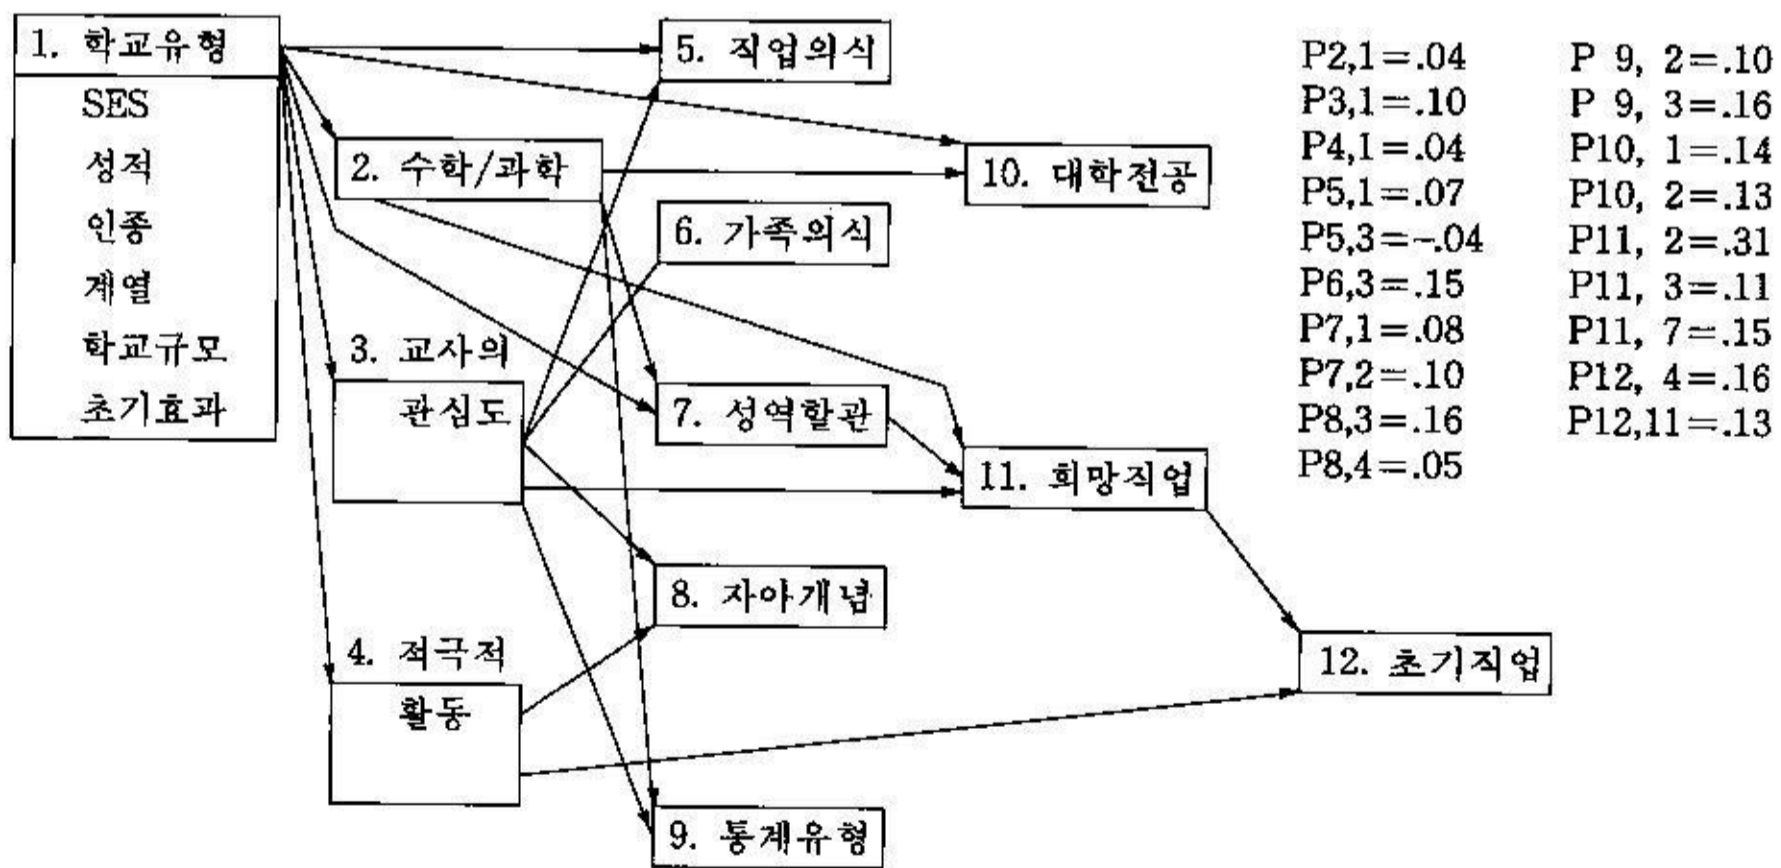 1. 학교유형
SES
성적
인종
계열
학교규모
초기효과
2. 수학/과학
3. 교사의
관심도
4. 적극적
활동
5. 직업의식
6. 가족의식
7. 성역할관
8. 자아개념
9. 통계유형
10. 대학전공
11. 희망직업
12. 초기직업
P2,1=.04
P3,1=.10
P4,1=.04
P5,1=.07
P5,3=-.04
P6,3=.15
P7,1=.08
P7,2=.10
P8,3=.16
P8,4=.05
P 9, 2=.10
P 9, 3=.16
P10, 1=.14
P10, 2=.13
P11, 2=.31
P11, 3=.11
P11, 7=.15
P12, 4=.16
P12,11=.13